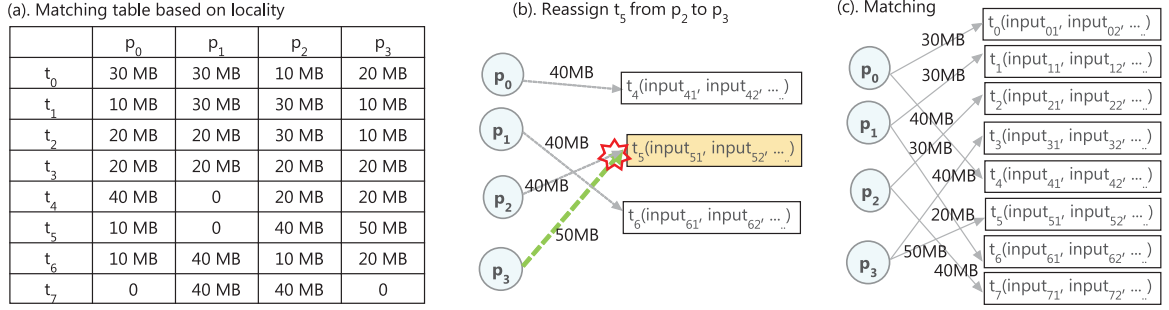 (a). Matching table based on locality
p0 p1 p2 p3
t0 30 MB 30 MB 10 MB 20 MB
t1 10 MB 30 MB 30 MB 10 MB
t2 20 MB 20 MB 30 MB 10 MB
t3 20 MB 20 MB 20 MB 20 MB
t4 40 MB 0 20 MB 20 MB
t5 10 MB 0 40 MB 50 MB
t6 10 MB 40 MB 10 MB 20 MB
t7 0 40 MB 40 MB 0
(b). Reassign t5 from p2 to p3
p0
40MB
t4(input41, input42, ... ..)
p1
40MB
t5(input51, input52, ... ..)
p2
40MB
t6(input61, input62, ... ..)
50MB
p3
(c). Matching
t0(input01, input02, ... ..)
30MB
p0
t1(input11, input12, ... ..)
30MB
t2(input21, input22, ... ..)
p1
40MB
t3(input31, input32, ... ..)
30MB
p2
40MB
t4(input41, input42, ... ..)
20MB
t5(input51, input52, ... ..)
p3
50MB
t6(input61, input62, ... ..)
40MB
t7(input71, input72, ... ..)